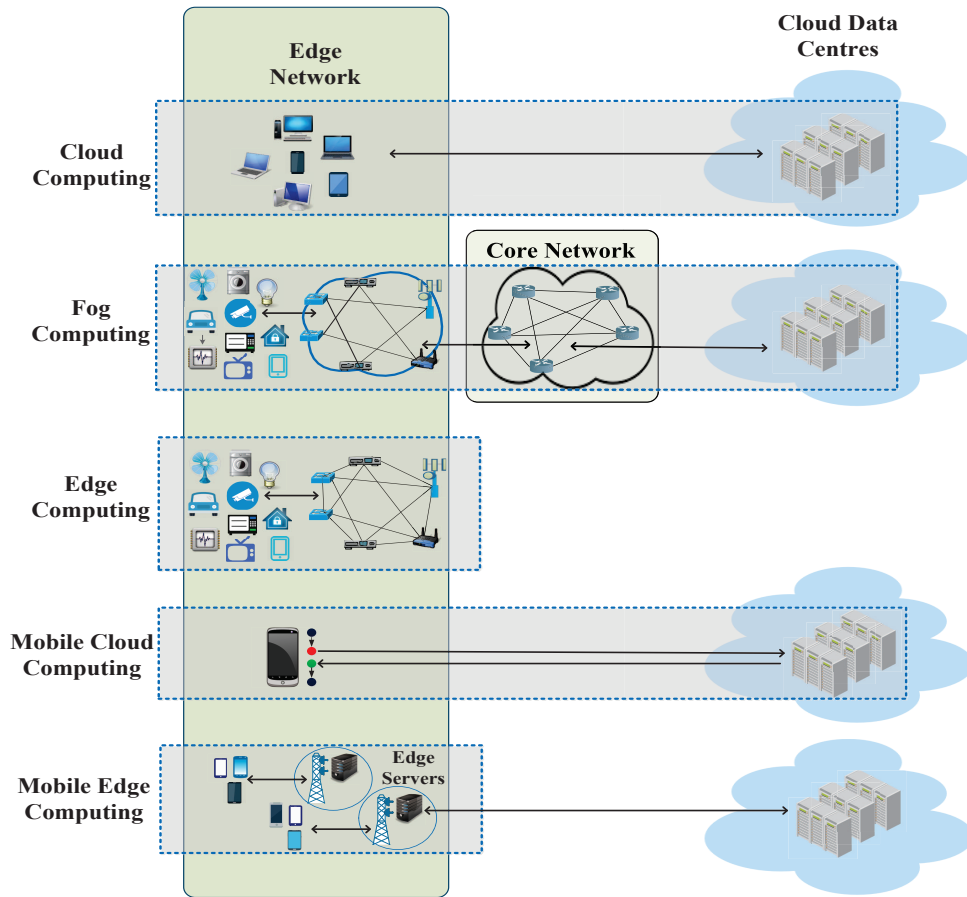 Cloud Data
Centres
Edge
Network
Cloud
Computing
Core Network
Fog
Computing
Edge
Computing
Mobile Cloud
Computing
Edge
Servers
Mobile Edge
Computing